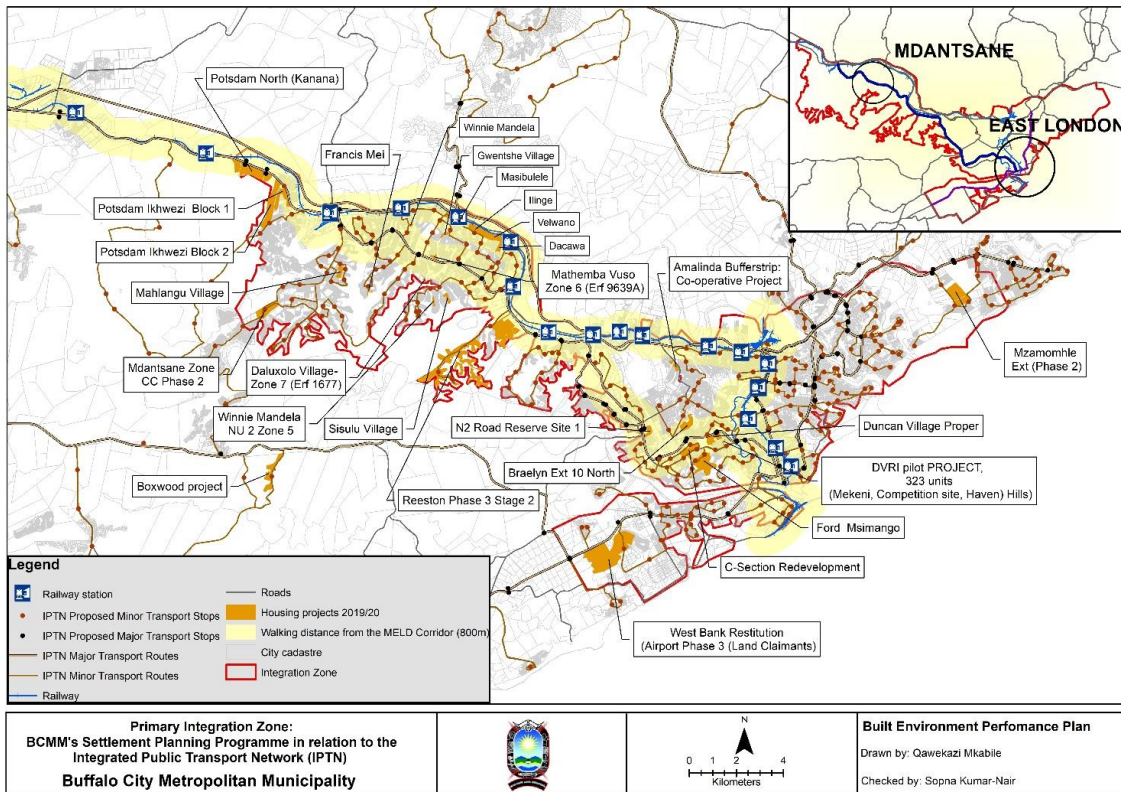 MDANTSANE
EAST LONDON
Potsdam North (Kanana)
Winnie Mandela
Francis Mei
Gwentshe Village
Masibulele
Ilinge
Velwano
Dacawa
Potsdam Ikhwezi Block 1
Potsdam Ikhwezi Block 2
Mathemba Vuso
Zone 6 (Erf 9639A)
Amalinda Bufferstrip:
Co-operative Project
Mahlangu Village
Mzamomhle
Ext (Phase 2)
Mdantsane Zone
CC Phase 2
Daluxolo Village-
Zone 7 (Erf 1677)
Winnie Mandela
NU 2 Zone 5
Sisulu Village
N2 Road Reserve Site 1
Duncan Village Proper
Braelyn Ext 10 North
DVRI pilot PROJECT,
323 units
(Mekeni, Competition site, Haven) Hills)
Boxwood project
Reeston Phase 3 Stage 2
Ford Msimango
C-Section Redevelopment
West Bank Restitution
(Airport Phase 3 (Land Claimants)
Legend
Railway station
IPTN Proposed Minor Transport Stops
IPTN Proposed Major Transport Stops
IPTN Major Transport Routes
IPTN Minor Transport Routes
Railway
Roads
Housing projects 2019/20
Walking distance from the MELD Corridor (800m)
City cadastre
Integration Zone
Primary Integration Zone:
BCMM's Settlement Planning Programme in relation to the
Integrated Public Transport Network (IPTN)
Buffalo City Metropolitan Municipality
N
0 1 2 4
Kilometers
Built Environment Perfomance Plan
Drawn by: Qawekazi Mkabile
Checked by: Sopna Kumar-Nair